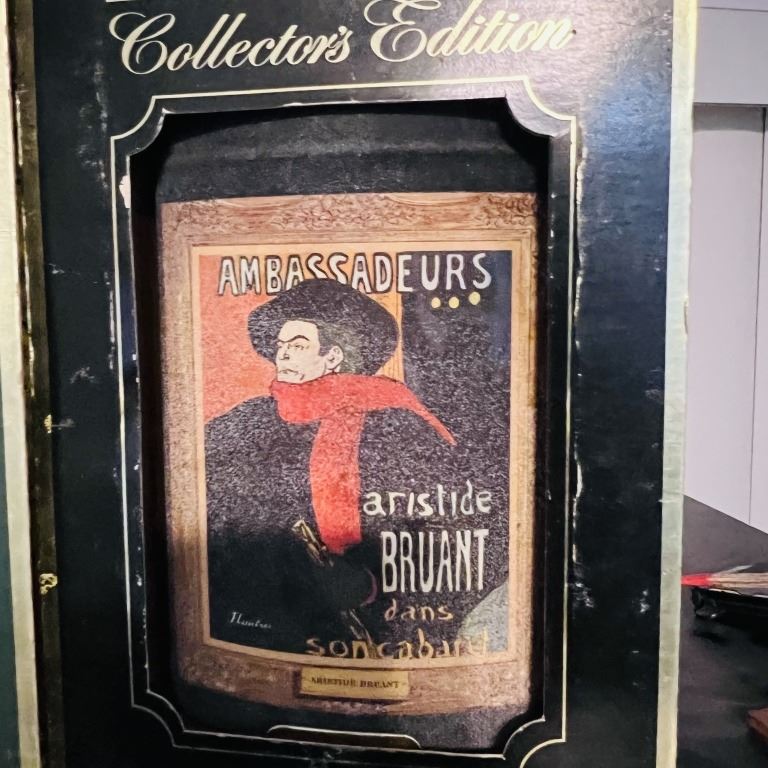 Collector's Edition
AMBASSADEURS
aristide
BRUANT
dans
son cabaret
ARISTIDE BRUANT